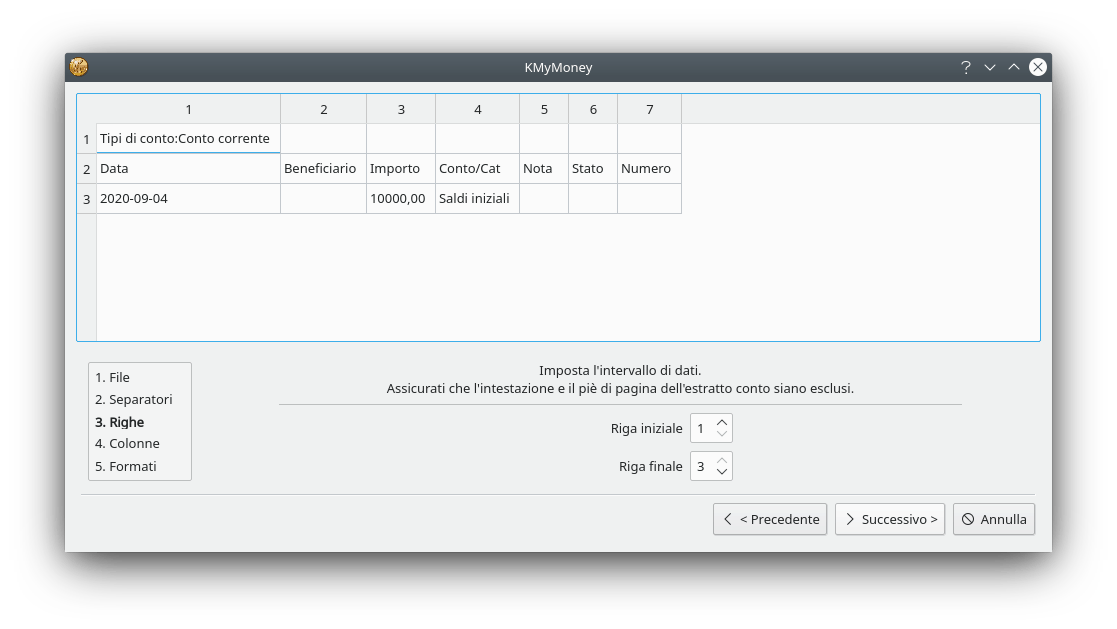 KMyMoney
1 2 3 4 5 6 7
1 Tipi di conto:Conto corrente
2 Data Beneficiario Importo Conto/Cat Nota Stato Numero
3 2020-09-04 10000,00 Saldi iniziali
1. File
2. Separatori
3. Righe
4. Colonne
5. Formati
Imposta l'intervallo di dati.
Assicurati che l'intestazione e il piè di pagina dell'estratto conto siano esclusi.
Riga iniziale 1
Riga finale 3
< Precedente Successivo > Annulla